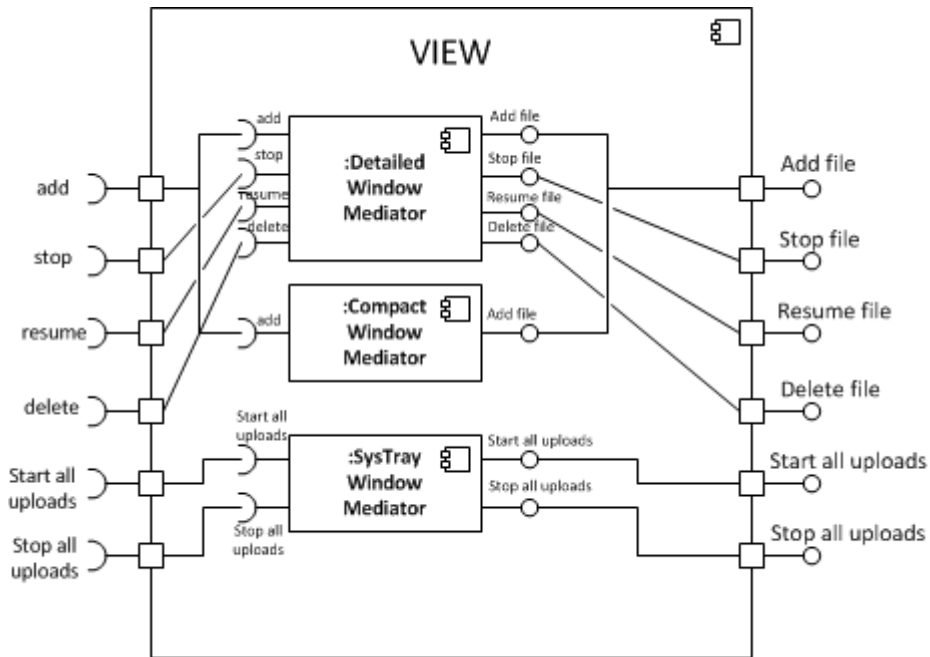 VIEW
add
stop
resume
delete
Start all
uploads
Stop all
uploads
add
stop
resume
delete
:Detailed
Window
Mediator
Add file
Stop file
Resume file
Delete file
add
:Compact
Window
Mediator
Add file
Start all
uploads
Stop all
uploads
:SysTray
Window
Mediator
Start all uploads
Stop all uploads
Add file
Stop file
Resume file
Delete file
Start all uploads
Stop all uploads